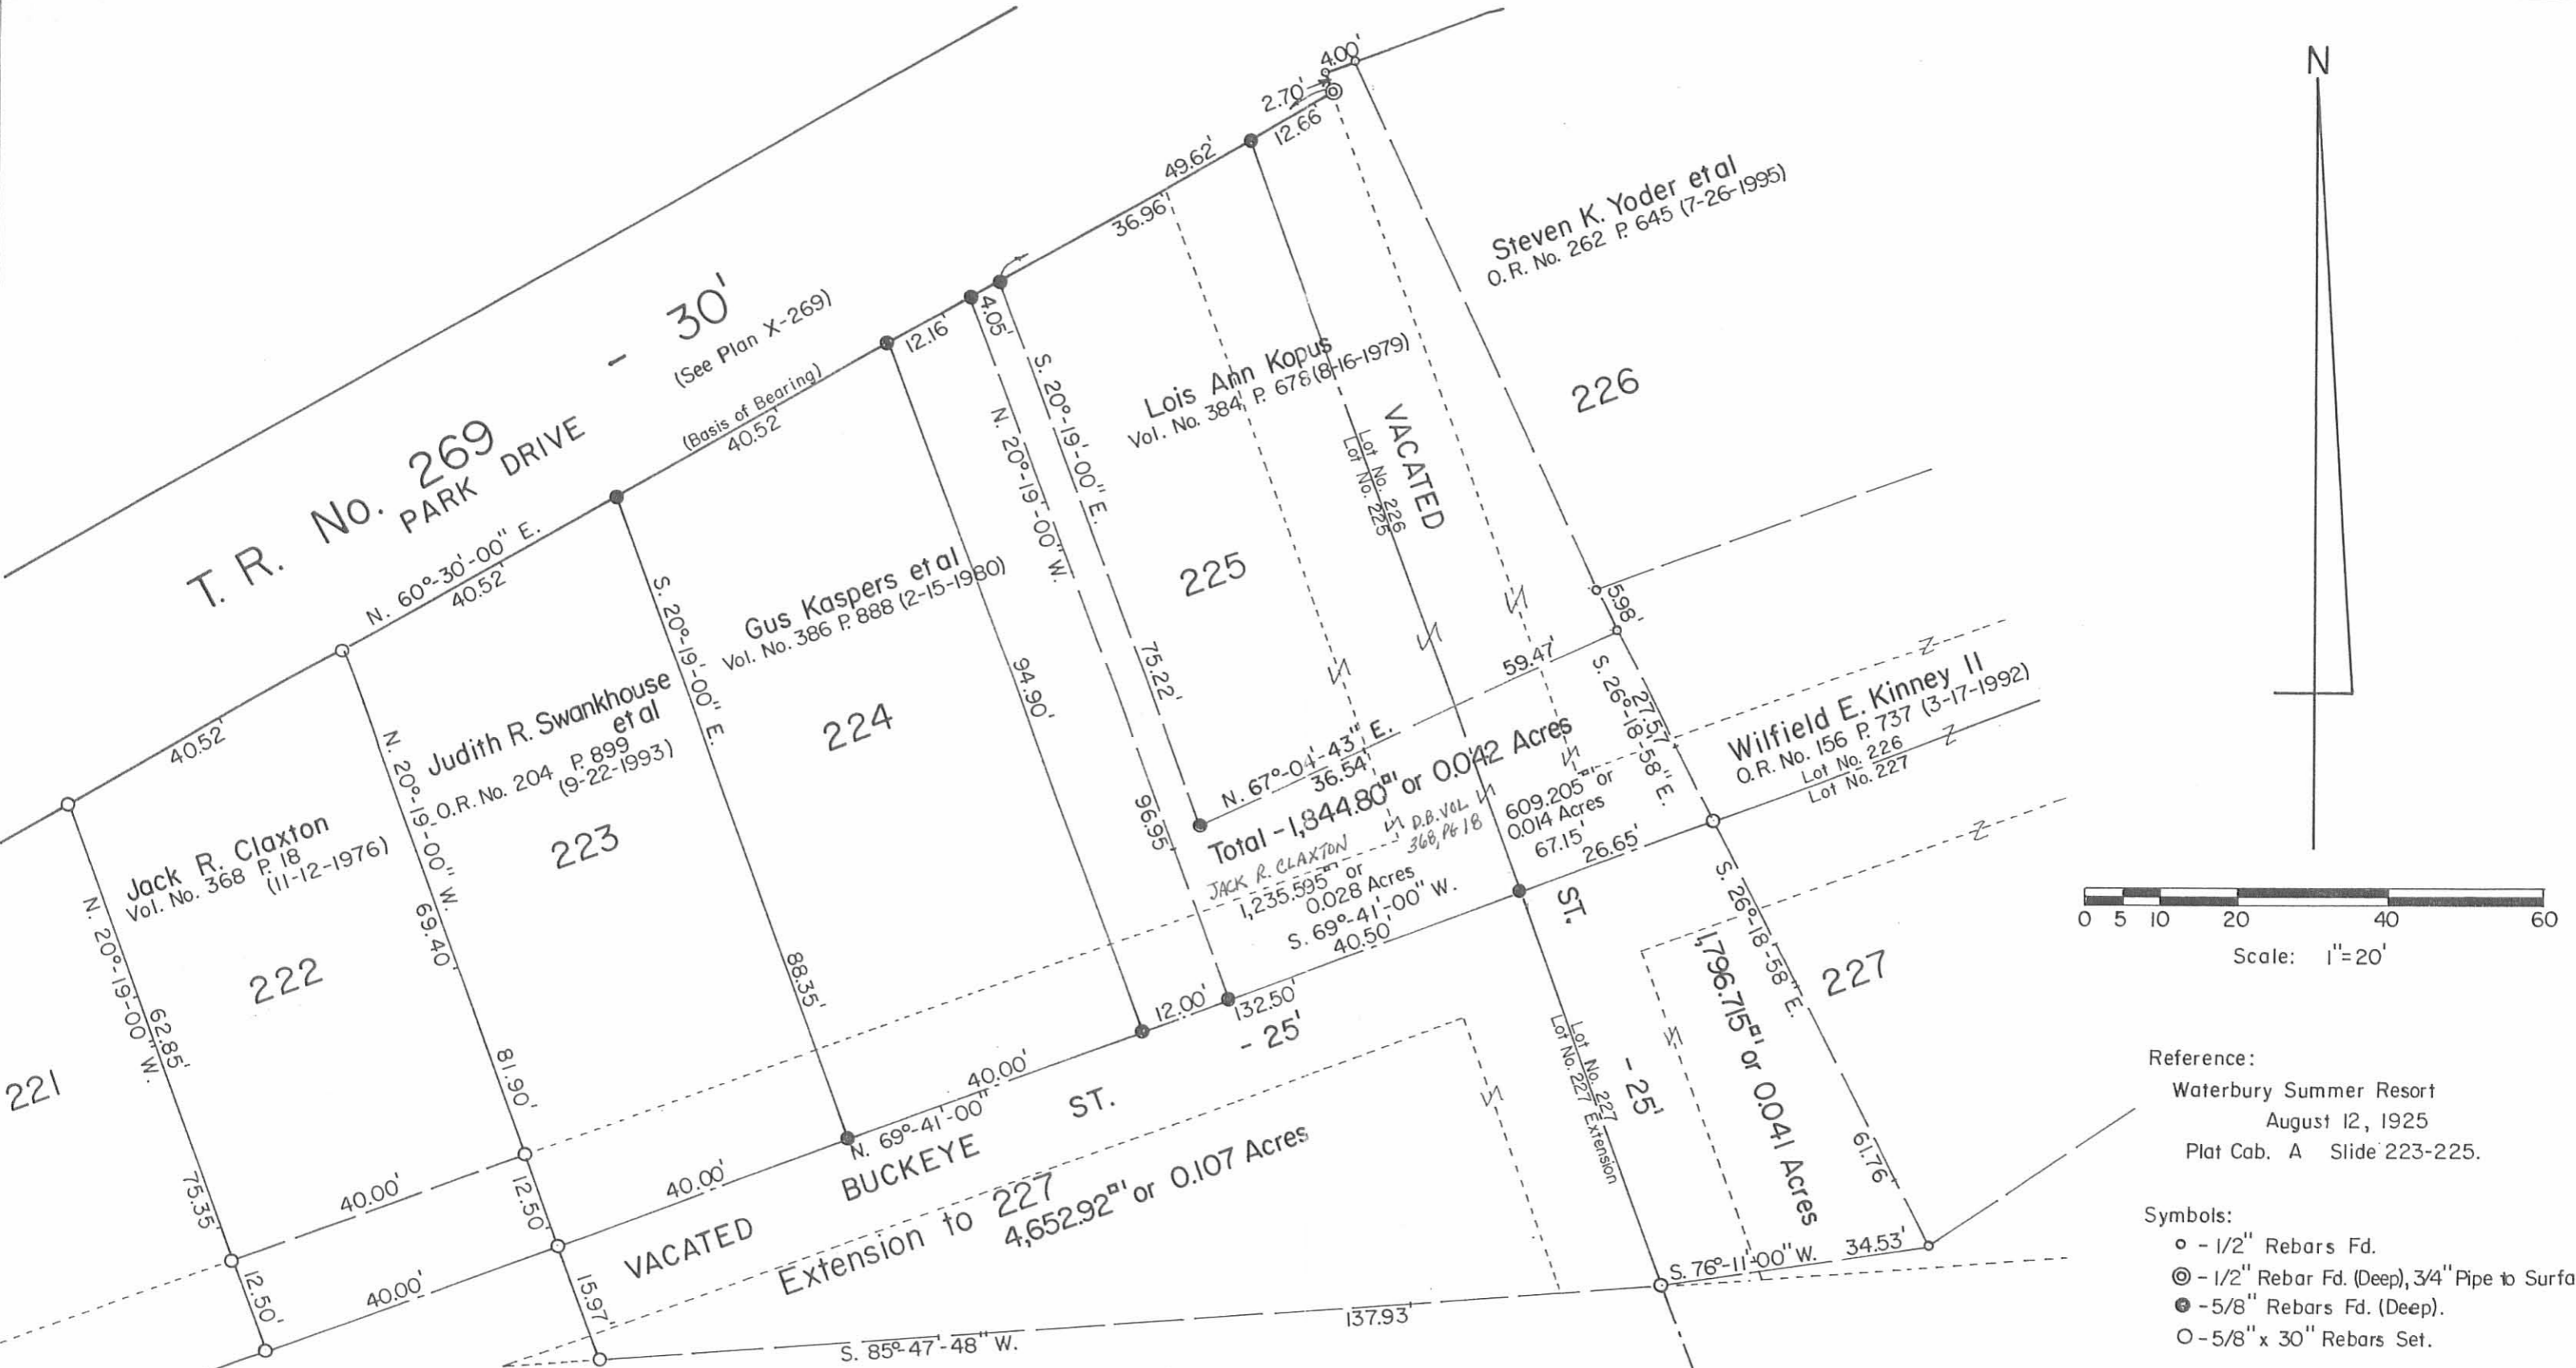 N
4.00'
2.70'
12.66'
49.62'
36.96'
Steven K. Yoder et al
O.R. No. 262 P. 645 (7-26-1995)
- 30'
(See Plan X-269)
T. R. No. 269
PARK DRIVE
(Basis of Bearing)
40.52'
12.16'
4.05'
N. 60°-30'-00" E.
40.52'
40.52'
S. 20°-19'-00" E.
N. 20°-19'-00" W.
Lois Ann Kopus
Vol. No. 384, P. 678 (8-16-1979)
VACATED
Lot No. 226
Lot No. 225
226
225
Gus Kaspers et al
Vol. No. 386 P. 888 (2-15-1980)
S. 20°-19'-00" E.
224
94.90'
75.22'
96.95'
5.98'
59.47'
S. 26°-18'-58" E.
27.57'
Wilfield E. Kinney II
O.R. No. 156 P. 737 (3-17-1992)
Lot No. 226
Lot No. 227
N. 67°-04'-43" E.
36.54'
Total - 1,844.80 or 0.042 Acres
JACK R. CLAXTON
D.B. VOL
368, PG 18
609.205 or
0.014 Acres
67.15'
26.65'
1,235.595 or
0.028 Acres
S. 69°-41'-00" W.
40.50'
Judith R. Swankhouse
et al
O.R. No. 204 P. 899
(9-22-1993)
223
N. 20°-19'-00" W.
69.40'
81.90'
88.35'
Jack R. Claxton
Vol. No. 368 P. 18
(11-12-1976)
222
N. 20°-19'-00" W.
62.85'
75.35'
221
12.00'
132.50'
40.00'
N. 69°-41'-00"
40.00'
40.00'
40.00'
12.50'
12.50'
15.97'
VACATED BUCKEYE ST. - 25'
Extension to 227
4,652.92 or 0.107 Acres
S. 85°-47'-48" W.
137.93'
ST.
- 25'
Lot No. 227
Lot No. 227 Extension
1,796.715 or 0.041 Acres
S. 26°-18'-58" E.
227
61.76'
S. 76°-11'-00" W.
34.53'
0 5 10 20 40 60
Scale: 1"=20'
Reference:
Waterbury Summer Resort
August 12, 1925
Plat Cab. A Slide 223-225.
Symbols:
- 1/2" Rebars Fd.
- 1/2" Rebar Fd. (Deep), 3/4" Pipe to Surfa
- 5/8" Rebars Fd. (Deep).
- 5/8" x 30" Rebars Set.